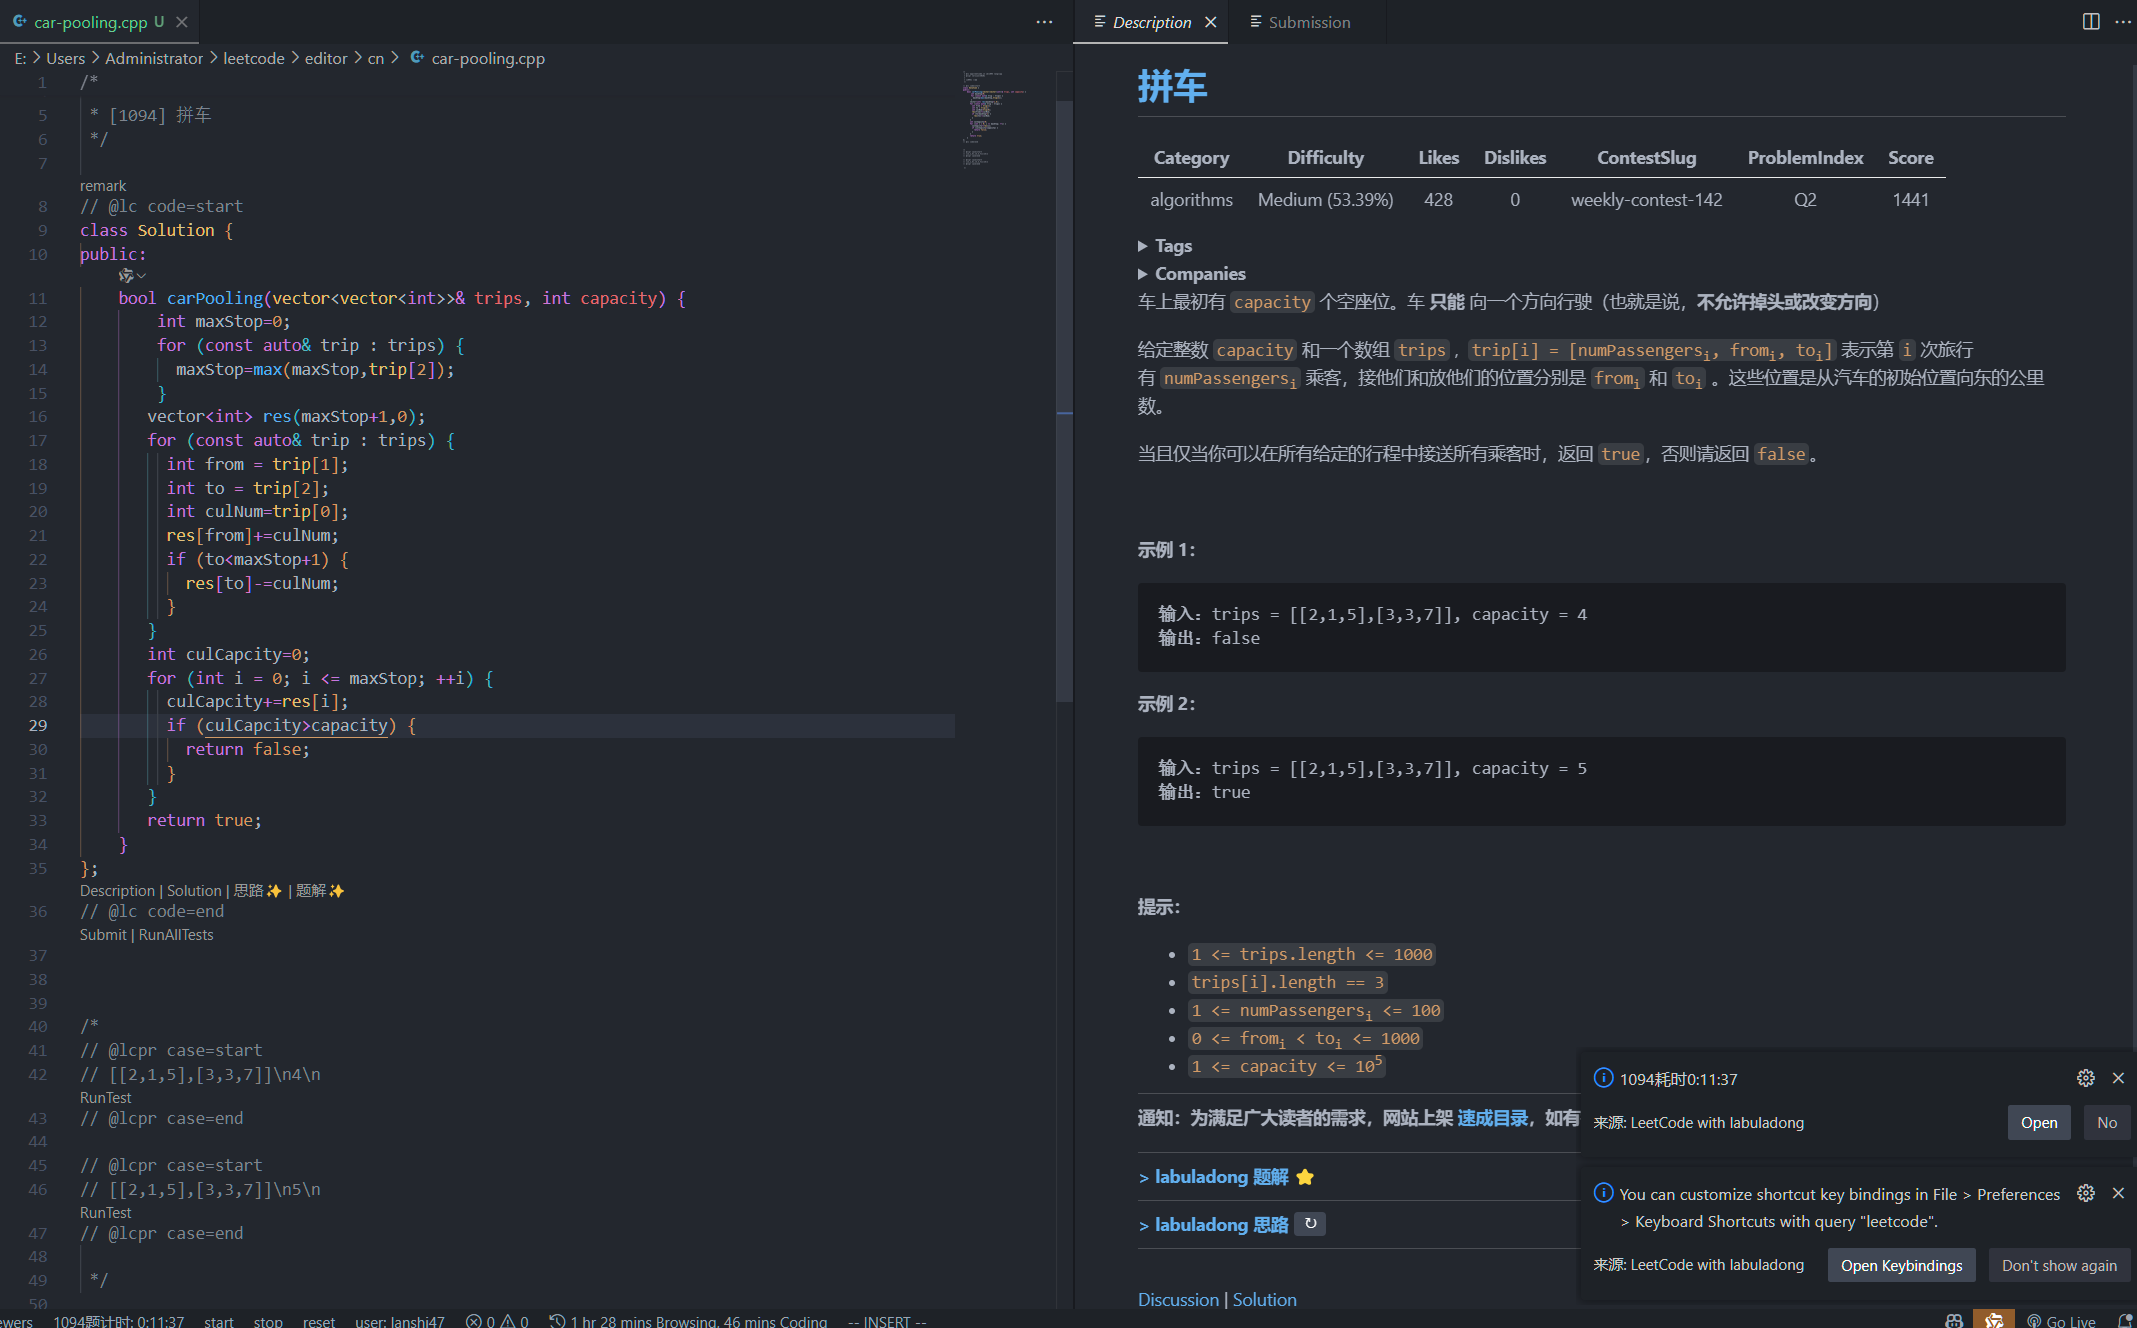 car-pooling.cpp U
E: > Users > Administrator > leetcode > editor > cn > car-pooling.cpp
1 /*
5 * [1094] 拼车
6 */
7
remark
8 // @lc code=start
9 class Solution {
10 public:
11 bool carPooling(vector<vector<int>>& trips, int capacity) {
12 int maxStop=0;
13 for (const auto& trip : trips) {
14 maxStop=max(maxStop,trip[2]);
15 }
16 vector<int> res(maxStop+1,0);
17 for (const auto& trip : trips) {
18 int from = trip[1];
19 int to = trip[2];
20 int culNum=trip[0];
21 res[from]+=culNum;
22 if (to<maxStop+1) {
23 res[to]-=culNum;
24 }
25 }
26 int culCapcity=0;
27 for (int i = 0; i <= maxStop; ++i) {
28 culCapcity+=res[i];
29 if (culCapcity>capacity) {
30 return false;
31 }
32 }
33 return true;
34 }
35 };
Description | Solution | 思路✨ | 题解✨
36 // @lc code=end
Submit | RunAllTests
37
38
39
40 /*
41 // @lcpr case=start
42 // [[2,1,5],[3,3,7]]\n4\n
RunTest
43 // @lcpr case=end
44
45 // @lcpr case=start
46 // [[2,1,5],[3,3,7]]\n5\n
RunTest
47 // @lcpr case=end
48
49 */
50
Description Submission
拼车
Category Difficulty Likes Dislikes ContestSlug ProblemIndex Score
algorithms Medium (53.39%) 428 0 weekly-contest-142 Q2 1441
▶ Tags
▶ Companies
车上最初有 capacity 个空座位。车 只能 向一个方向行驶（也就是说，不允许掉头或改变方向）
给定整数 capacity 和一个数组 trips , trip[i] = [numPassengersi, fromi, toi] 表示第 i 次旅行
有 numPassengersi 乘客，接他们和放他们的位置分别是 fromi 和 toi 。这些位置是从汽车的初始位置向东的公里
数。
当且仅当你可以在所有给定的行程中接送所有乘客时，返回 true，否则请返回 false。
示例 1：
输入：trips = [[2,1,5],[3,3,7]], capacity = 4
输出：false
示例 2：
输入：trips = [[2,1,5],[3,3,7]], capacity = 5
输出：true
提示：
• 1 <= trips.length <= 1000
• trips[i].length == 3
• 1 <= numPassengersi <= 100
• 0 <= fromi < toi <= 1000
• 1 <= capacity <= 10^5
通知：为满足广大读者的需求，网站上架 速成目录，如有
> labuladong 题解 ⭐
> labuladong 思路 ↻
Discussion | Solution
1094耗时0:11:37
来源: LeetCode with labuladong Open No
You can customize shortcut key bindings in File > Preferences
> Keyboard Shortcuts with query "leetcode".
来源: LeetCode with labuladong Open Keybindings Don't show again
ewers 1094题计时: 0:11:37 start stop reset user: lanshi47 0 0 1 hr 28 mins Browsing, 46 mins Coding -- INSERT -- Go Live